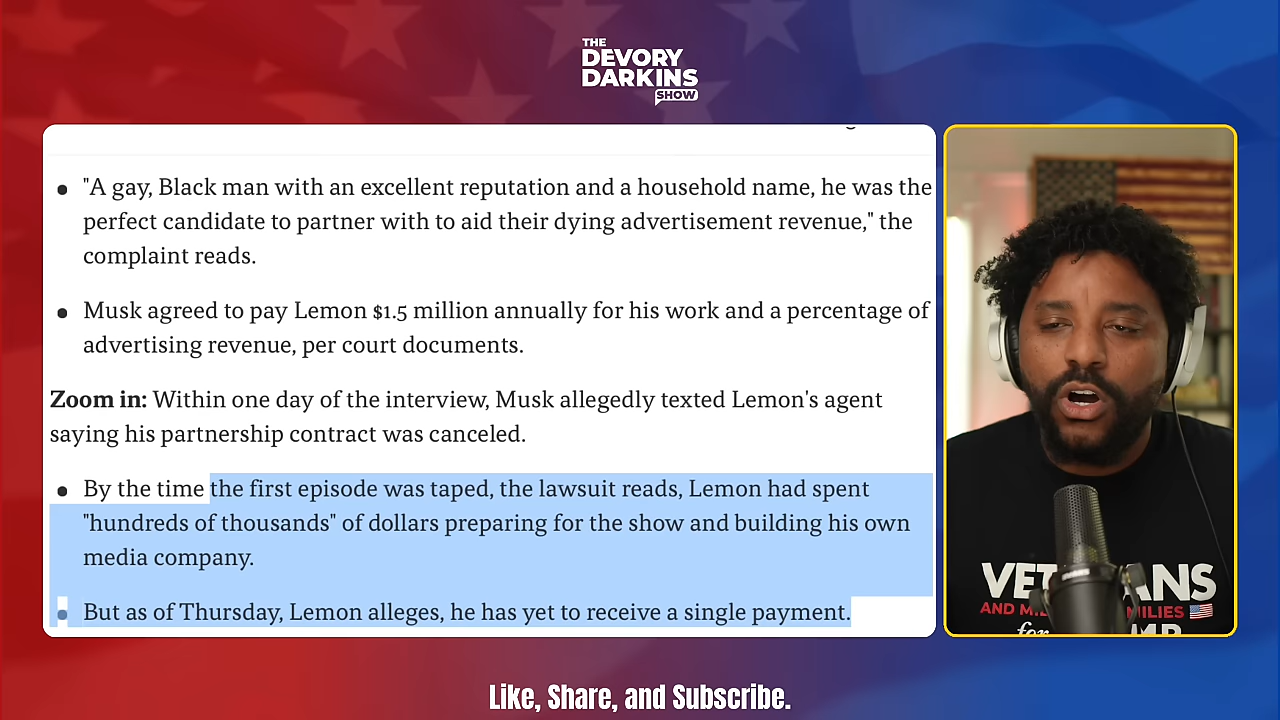 THE
DEVORY
DARKINS
SHOW
"A gay, Black man with an excellent reputation and a household name, he was the
perfect candidate to partner with to aid their dying advertisement revenue," the
complaint reads.
Musk agreed to pay Lemon $1.5 million annually for his work and a percentage of
advertising revenue, per court documents.
Zoom in: Within one day of the interview, Musk allegedly texted Lemon's agent
saying his partnership contract was canceled.
By the time the first episode was taped, the lawsuit reads, Lemon had spent
"hundreds of thousands" of dollars preparing for the show and building his own
media company.
But as of Thursday, Lemon alleges, he has yet to receive a single payment.
AND
for
Like, Share, and Subscribe.